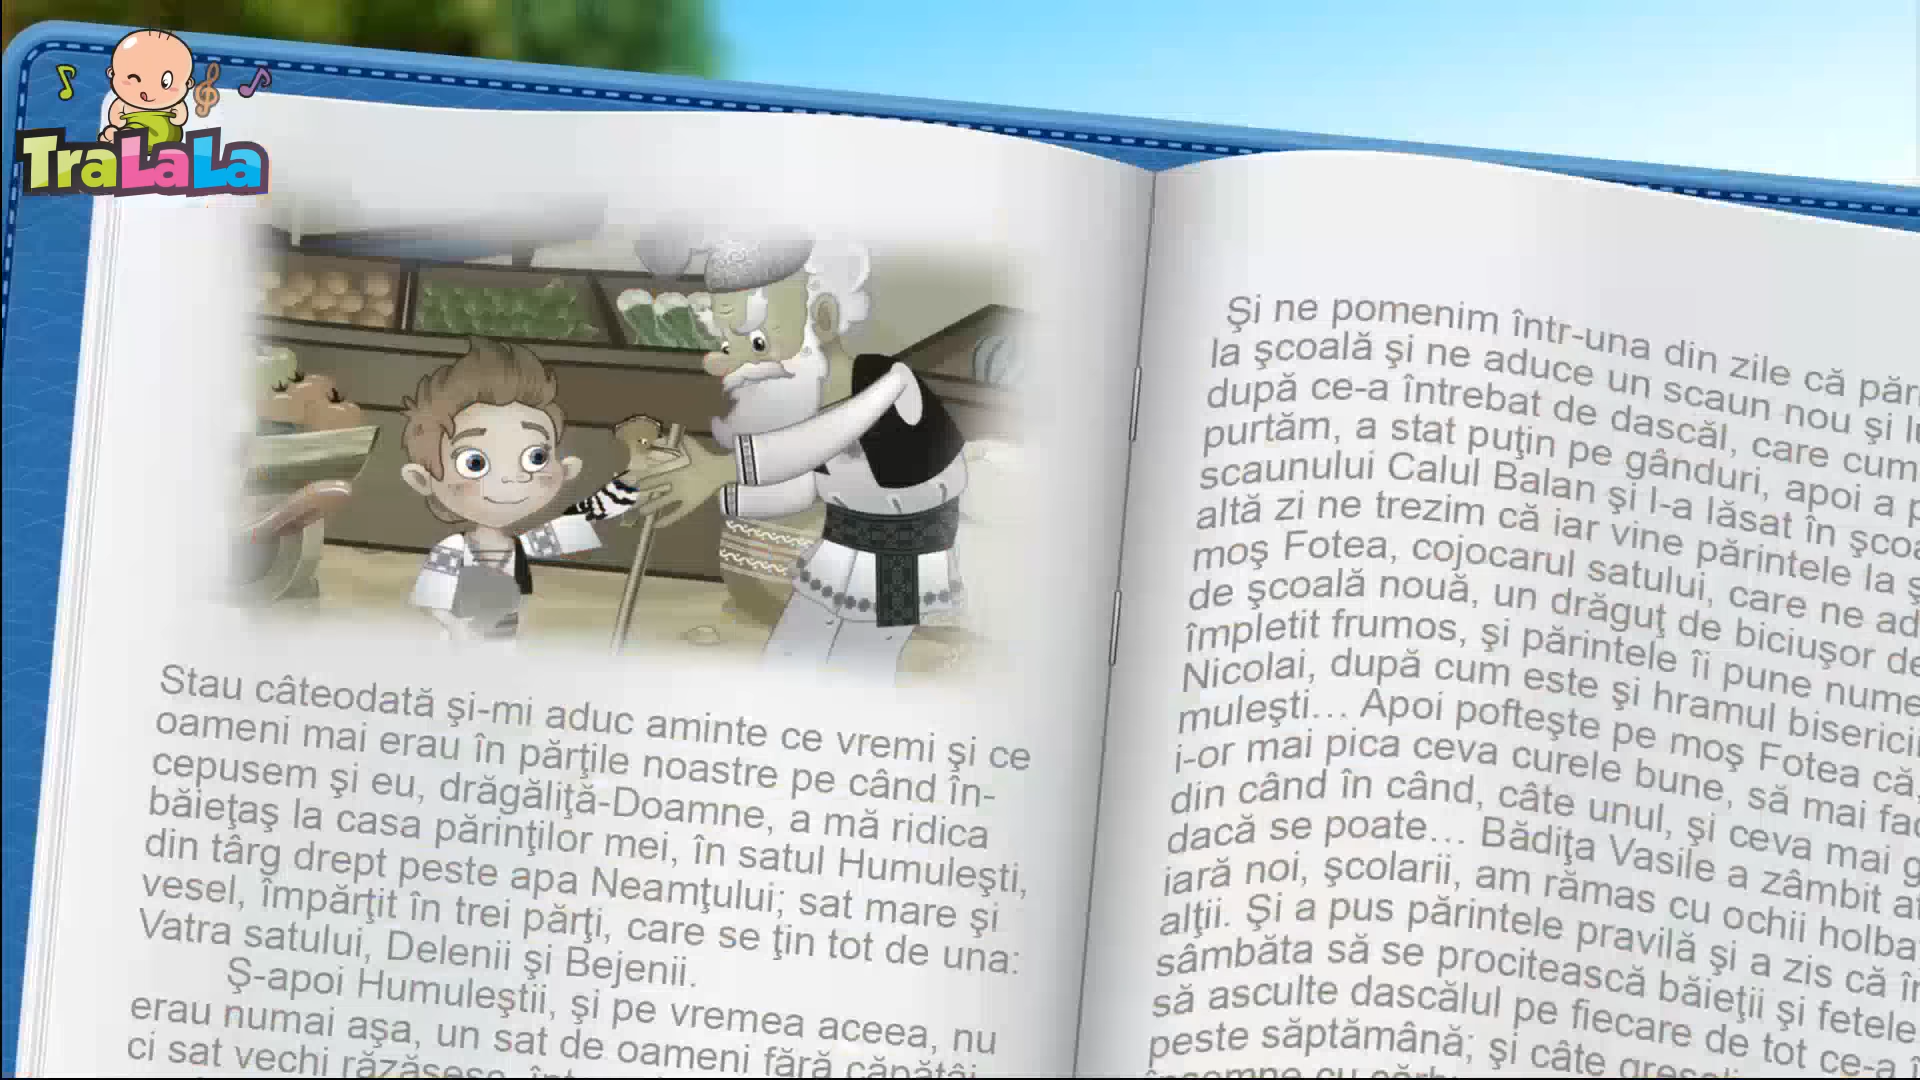 TraLaLa
Stau câteodată şi-mi aduc aminte ce vremi şi ce
oameni mai erau în părţile noastre pe când în-
cepusem şi eu, drăgăliţă-Doamne, a mă ridica
băieţaş la casa părinţilor mei, în satul Humuleşti,
din târg drept peste apa Neamţului; sat mare şi
vesel, împărţit în trei părţi, care se ţin tot de una:
Vatra satului, Delenii şi Bejenii.
Ş-apoi Humuleştii, şi pe vremea aceea, nu
erau numai aşa, un sat de oameni fără căpătâi
ci sat vechi răzăşesc
Şi ne pomenim într-una din zile că
la şcoală şi ne aduce un scaun nou şi
după ce-a întrebat de dascăl, care cum
purtăm, a stat puţin pe gânduri, apoi a
scaunului Calul Balan şi l-a lăsat în
altă zi ne trezim că iar vine părintele la
moş Fotea, cojocarul satului, care ne
de şcoală nouă, un drăguţ de biciuşor
împletit frumos, şi părintele îi pune
Nicolai, după cum este şi hramul
muleşti... Apoi pofteşte pe moş Fotea că,
i-or mai pica ceva curele bune, să mai
din când în când, câte unul, şi ceva mai
dacă se poate... Bădiţa Vasile a zâmbit
iară noi, şcolarii, am rămas cu ochii
alţii. Şi a pus părintele pravilă şi a zis că
sâmbăta să se procitească băieţii şi fetele
să asculte dascălul pe fiecare de tot ce-a
peste săptămână; şi câte